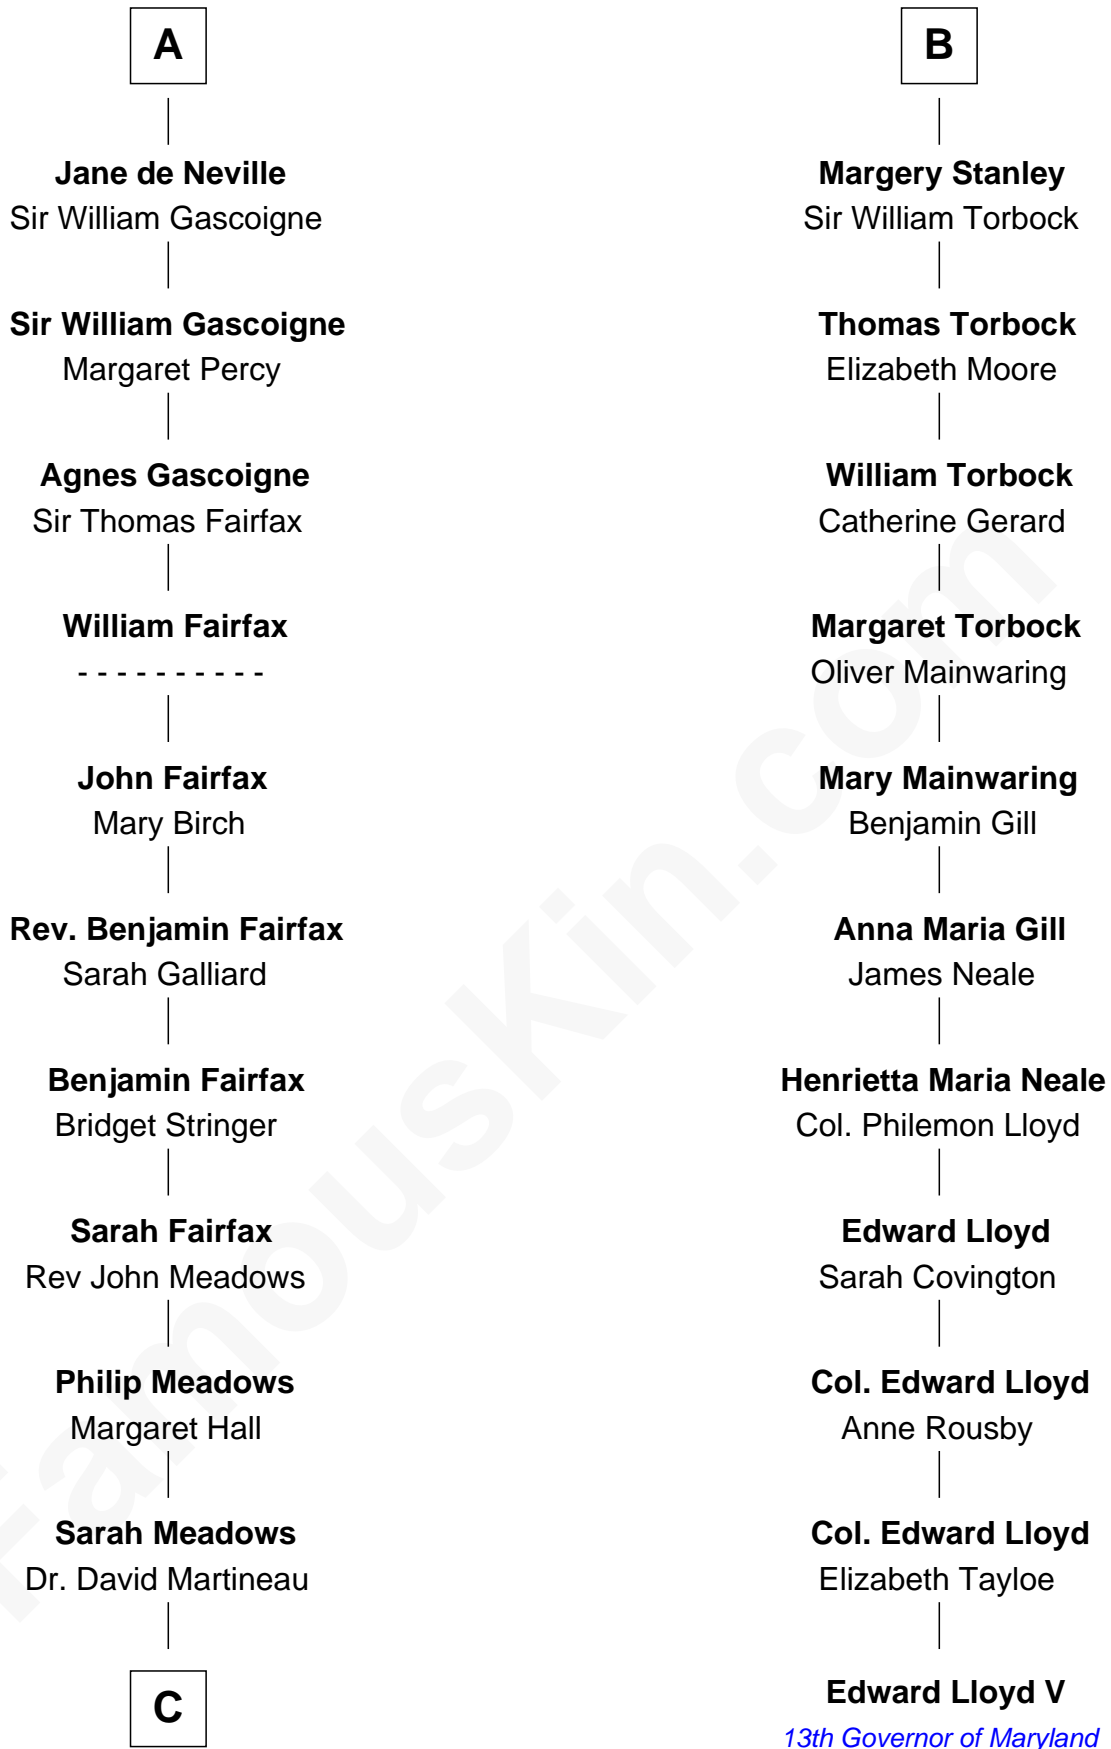 A
Jane de Neville
Sir William Gascoigne
Sir William Gascoigne
Margaret Percy
Agnes Gascoigne
Sir Thomas Fairfax
William Fairfax
- - - - - - - - - -
John Fairfax
Mary Birch
Rev. Benjamin Fairfax
Sarah Galliard
Benjamin Fairfax
Bridget Stringer
Sarah Fairfax
Rev John Meadows
Philip Meadows
Margaret Hall
Sarah Meadows
Dr. David Martineau
C
B
Margery Stanley
Sir William Torbock
Thomas Torbock
Elizabeth Moore
William Torbock
Catherine Gerard
Margaret Torbock
Oliver Mainwaring
Mary Mainwaring
Benjamin Gill
Anna Maria Gill
James Neale
Henrietta Maria Neale
Col. Philemon Lloyd
Edward Lloyd
Sarah Covington
Col. Edward Lloyd
Anne Rousby
Col. Edward Lloyd
Elizabeth Tayloe
Edward Lloyd V
13th Governor of Maryland
FamousKin.com